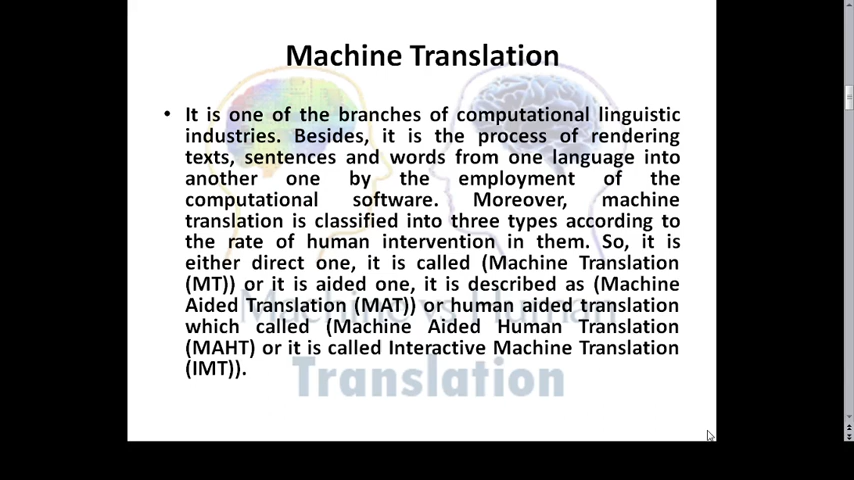 Machine Translation
• It is one of the branches of computational linguistic
industries. Besides, it is the process of rendering
texts, sentences and words from one language into
another one by the employment of the
computational software. Moreover, machine
translation is classified into three types according to
the rate of human intervention in them. So, it is
either direct one, it is called (Machine Translation
(MT)) or it is aided one, it is described as (Machine
Aided Translation (MAT)) or human aided translation
which called (Machine Aided Human Translation
(MAHT) or it is called Interactive Machine Translation
(IMT)).
Machine vs Human
Translation